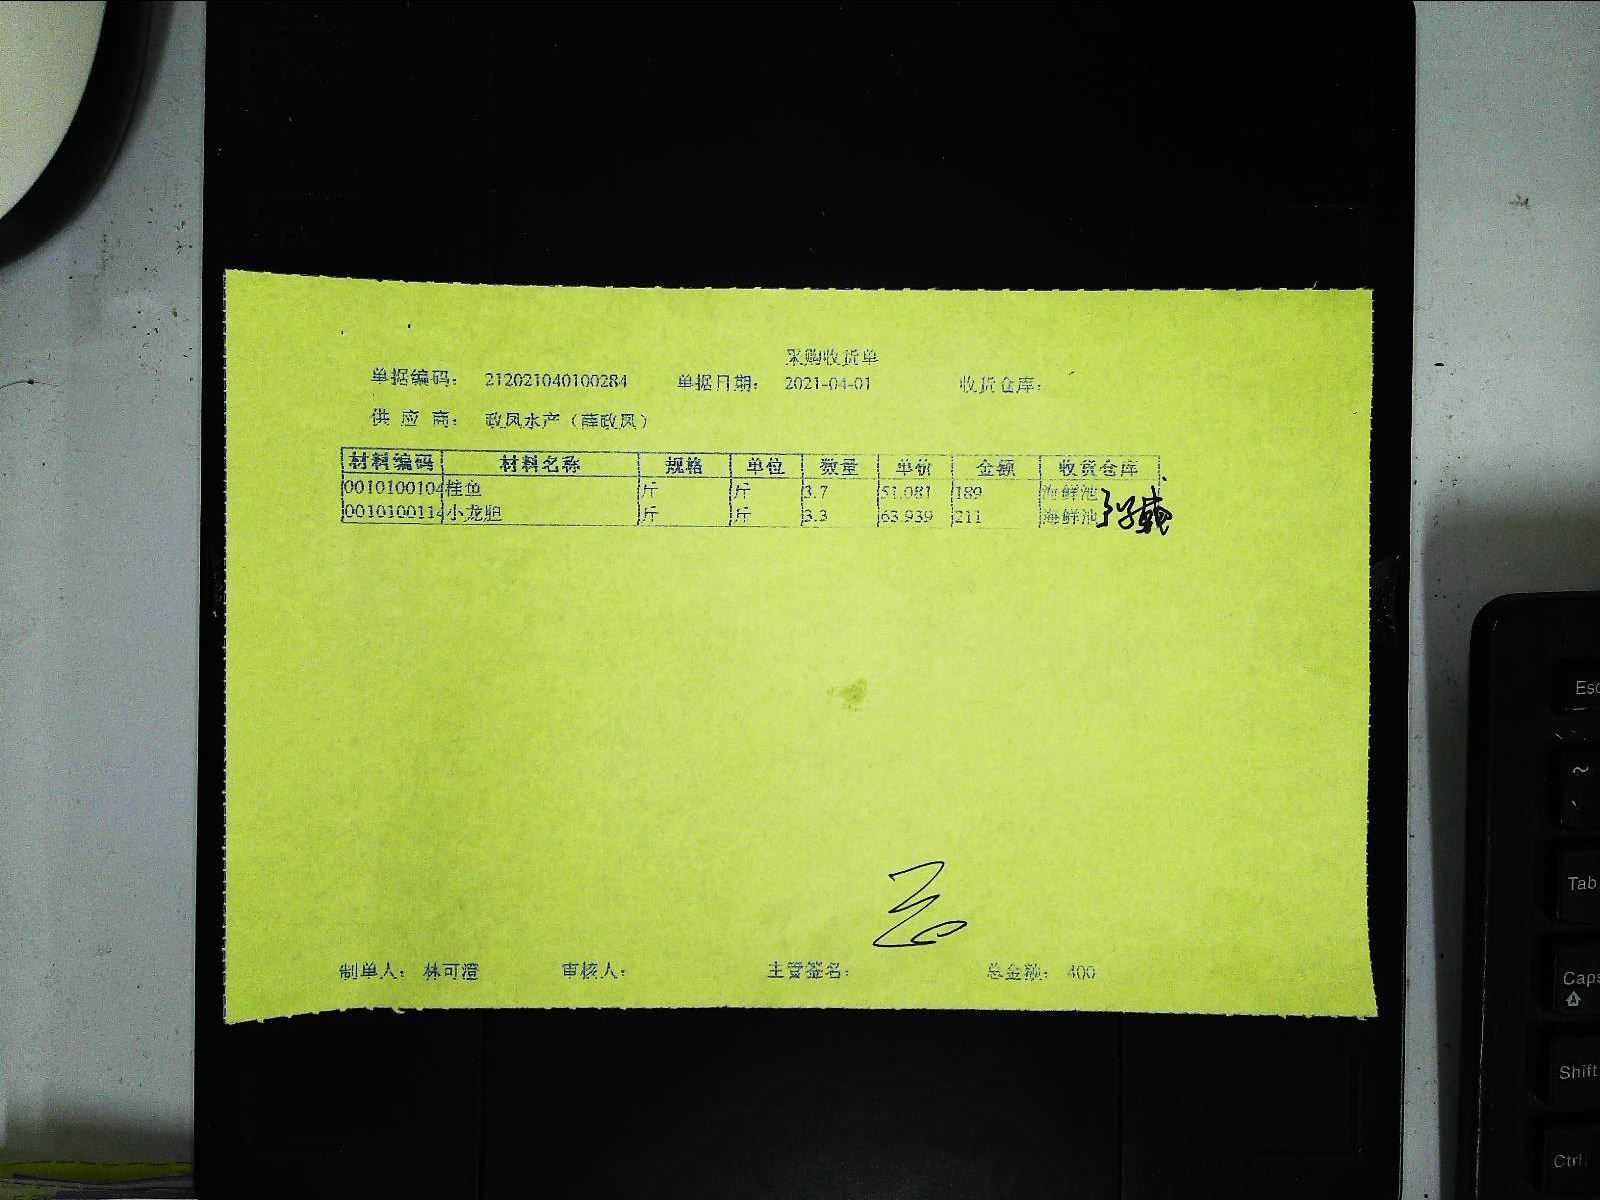 采购收货单
单据编码: 212021040100284 单据日期: 2021-04-01 收货仓库:
供 应 商: 政凤水产(薛政凤)
材料编码 材料名称 规格 单位 数量 单价 金额 收货仓库
0010100104 桂鱼 斤 斤 3.7 51.081 189 海鲜池
0010100114 小龙胆 斤 斤 3.3 63.939 211 海鲜池
制单人: 林可澄 审核人: 主管签名: 总金额: 400
Esc
~
Tab
Caps
Shift
Ctrl